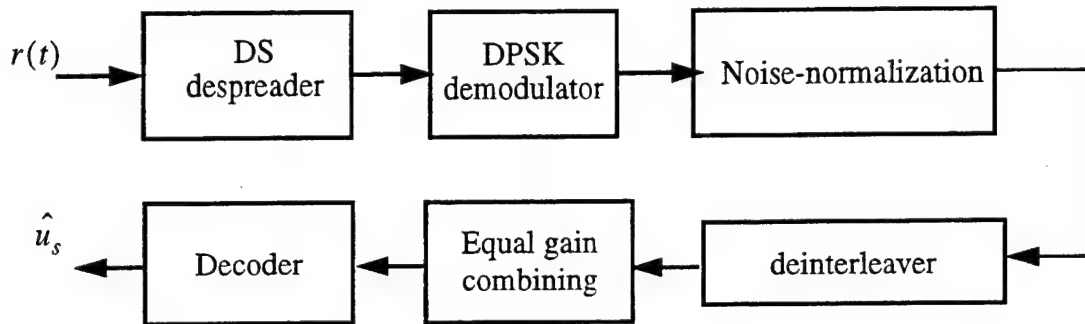 r(t)
DS
despreader
DPSK
demodulator
Noise-normalization
û_s
Decoder
Equal gain
combining
deinterleaver